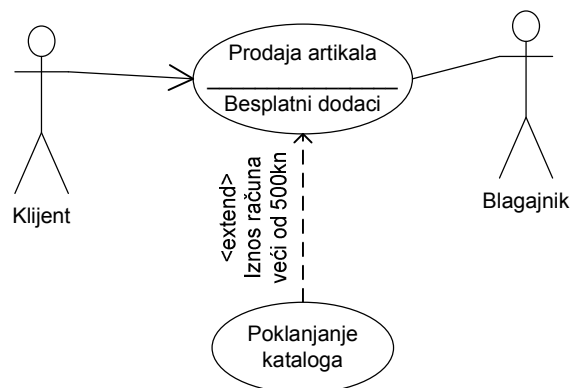 Prodaja artikala
Besplatni dodaci
Klijent
Blagajnik
<extend>
Iznos računa
veći od 500kn
Poklanjanje
kataloga